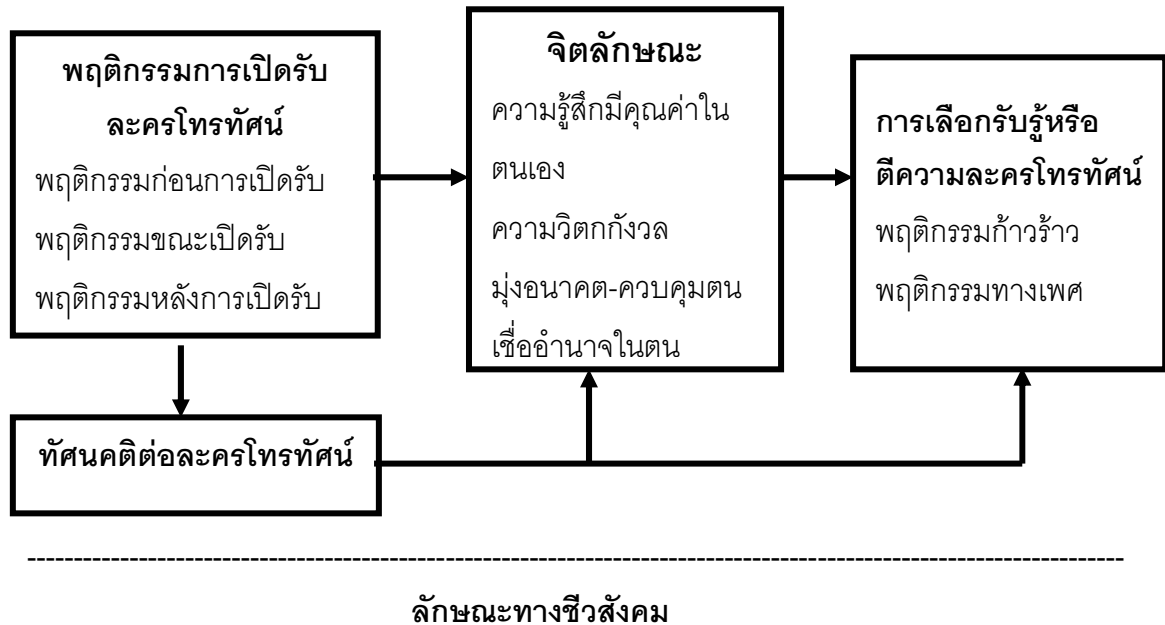 พฤติกรรมการเปิดรับ
ละครโทรทัศน์
พฤติกรรมก่อนการเปิดรับ
พฤติกรรมขณะเปิดรับ
พฤติกรรมหลังการเปิดรับ
จิตลักษณะ
ความรู้สึกมีคุณค่าใน
ตนเอง
ความวิตกกังวล
มุ่งอนาคต-ควบคุมตน
เชื่ออำนาจในตน
การเลือกรับรู้หรือ
ตีความละครโทรทัศน์
พฤติกรรมก้าวร้าว
พฤติกรรมทางเพศ
ทัศนคติต่อละครโทรทัศน์
ลักษณะทางชีวสังคม